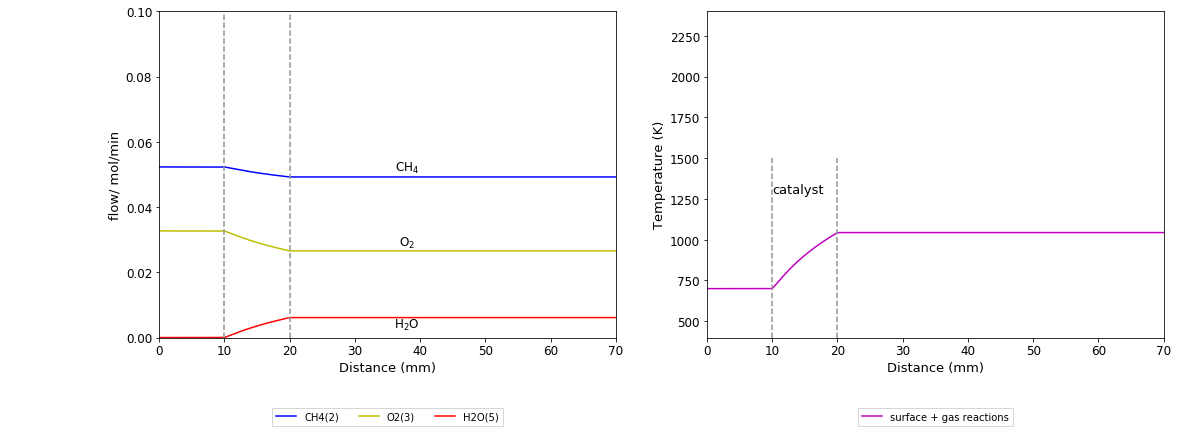 0.10
0.08
0.06
0.04
0.02
0.00
flow/ mol/min
CH4
O2
H2O
0 10 20 30 40 50 60 70
Distance (mm)
CH4(2) O2(3) H2O(5)
2250
2000
1750
1500
1250
1000
750
500
Temperature (K)
catalyst
0 10 20 30 40 50 60 70
Distance (mm)
surface + gas reactions